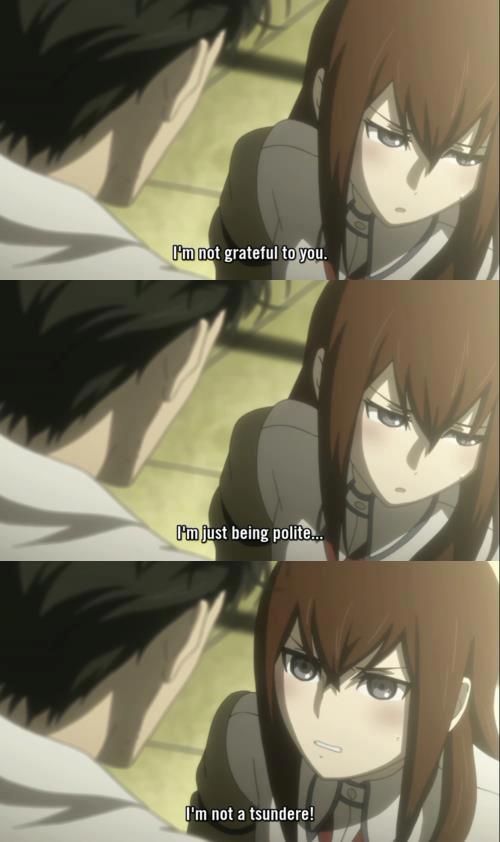 I'm not grateful to you.
I'm just being polite...
I'm not a tsundere!